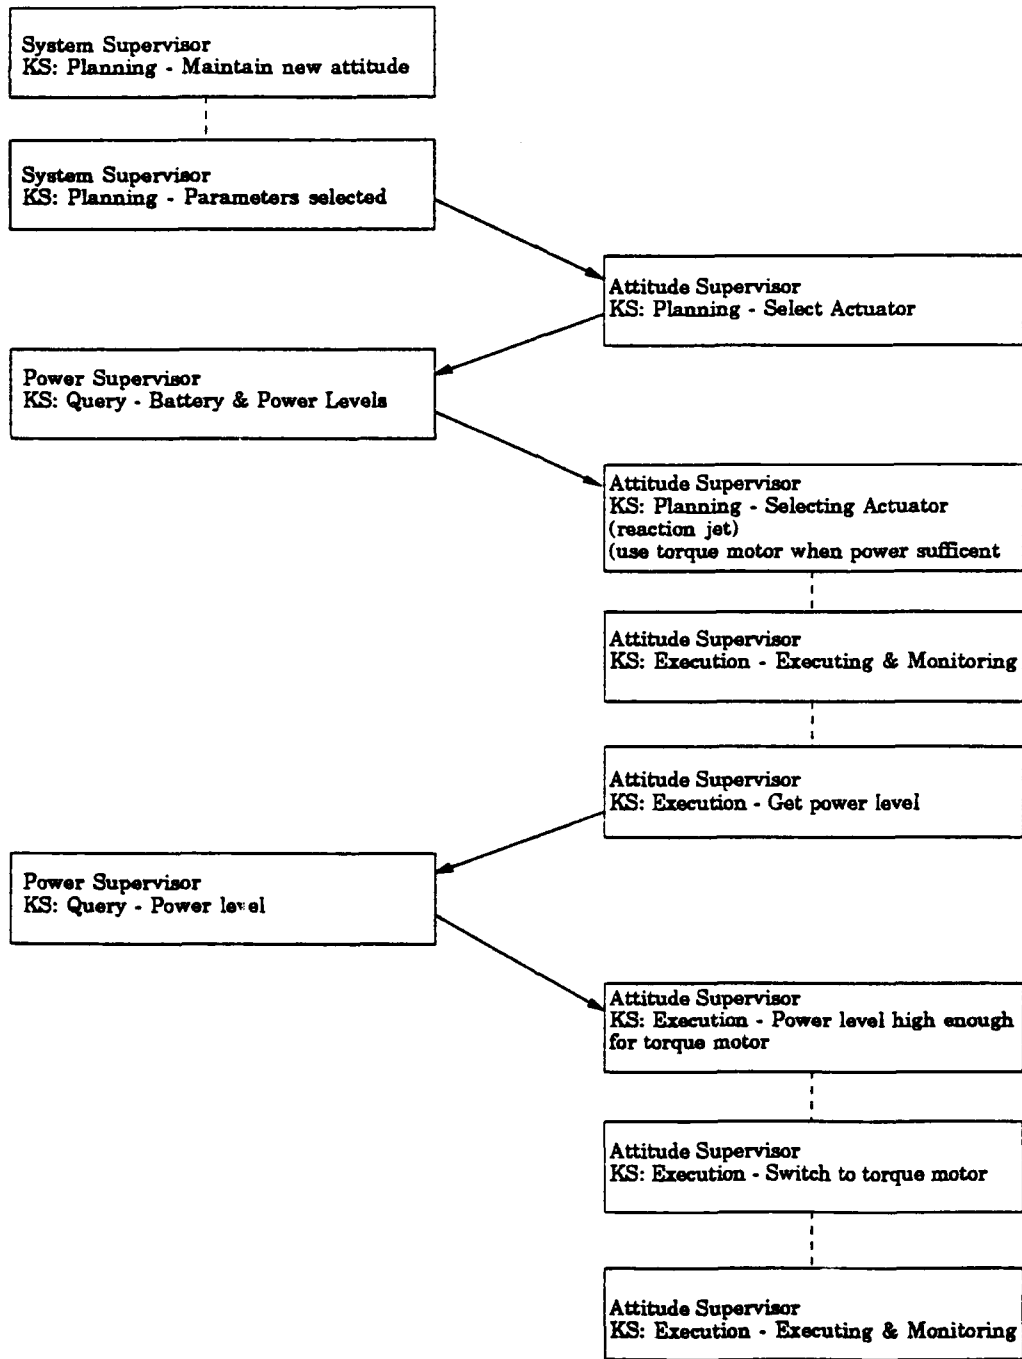 System Supervisor
KS: Planning - Maintain new attitude
System Supervisor
KS: Planning - Parameters selected
Attitude Supervisor
KS: Planning - Select Actuator
Power Supervisor
KS: Query - Battery & Power Levels
Attitude Supervisor
KS: Planning - Selecting Actuator
(reaction jet)
(use torque motor when power sufficent
Attitude Supervisor
KS: Execution - Executing & Monitoring
Attitude Supervisor
KS: Execution - Get power level
Power Supervisor
KS: Query - Power level
Attitude Supervisor
KS: Execution - Power level high enough
for torque motor
Attitude Supervisor
KS: Execution - Switch to torque motor
Attitude Supervisor
KS: Execution - Executing & Monitoring